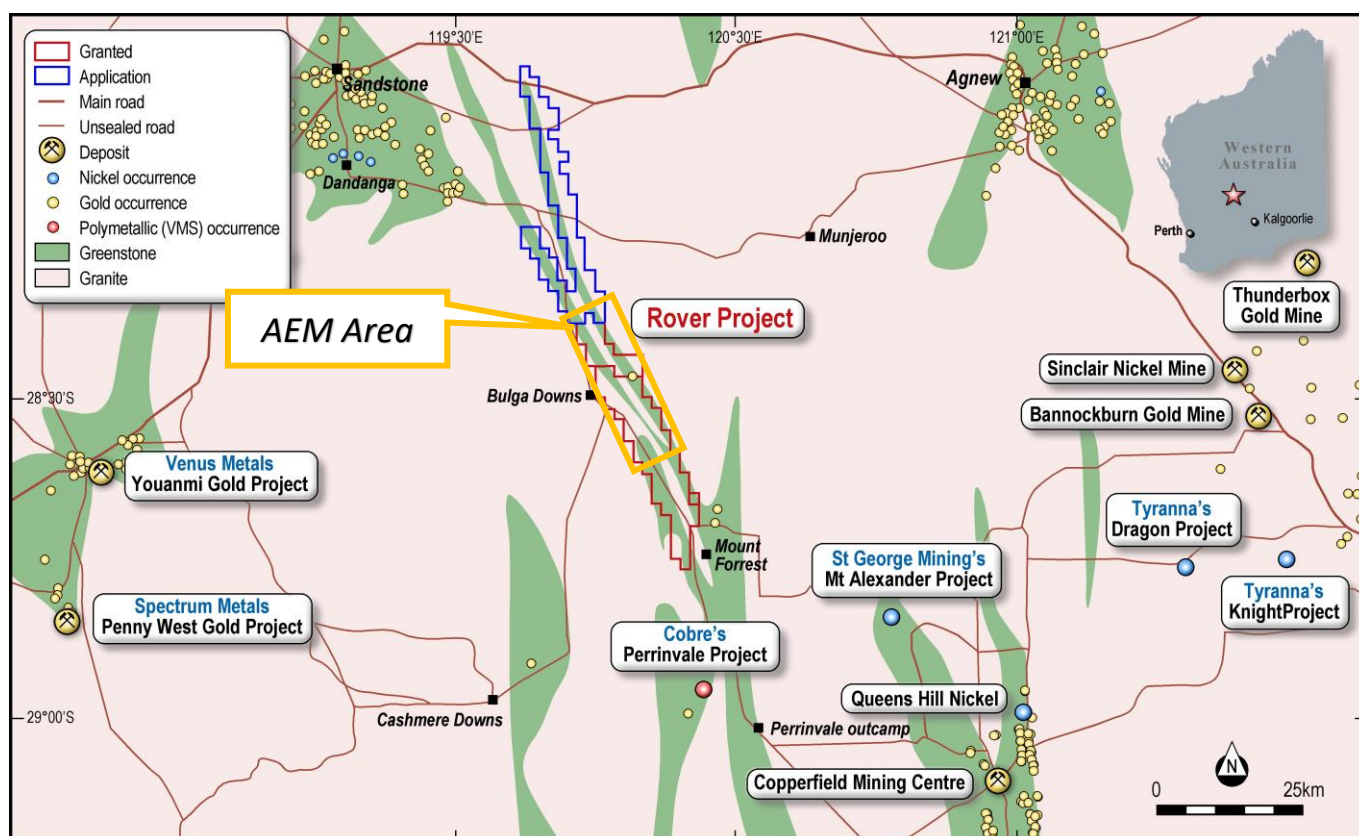 119°30'
120°30'
121°00'
Granted
Application
Main road
Unsealed road
Deposit
Nickel occurrence
Gold occurrence
Polymetallic (VMS) occurrence
Greenstone
Granite
Sandstone
Dandanga
Agnew
Munjeroo
Western
Australia
Perth
Kalgoorlie
AEM Area
Rover Project
Thunderbox
Gold Mine
Sinclair Nickel Mine
Bannockburn Gold Mine
28°30'S
Bulga Downs
Venus Metals
Youanmi Gold Project
Mount
Forrest
St George Mining's
Mt Alexander Project
Tyranna's
Dragon Project
Tyranna's
KnightProject
Spectrum Metals
Penny West Gold Project
Cobre's
Perrinvale Project
Cashmere Downs
29°00'S
Perrinvale outcamp
Queens Hill Nickel
Copperfield Mining Centre
N
0 25km